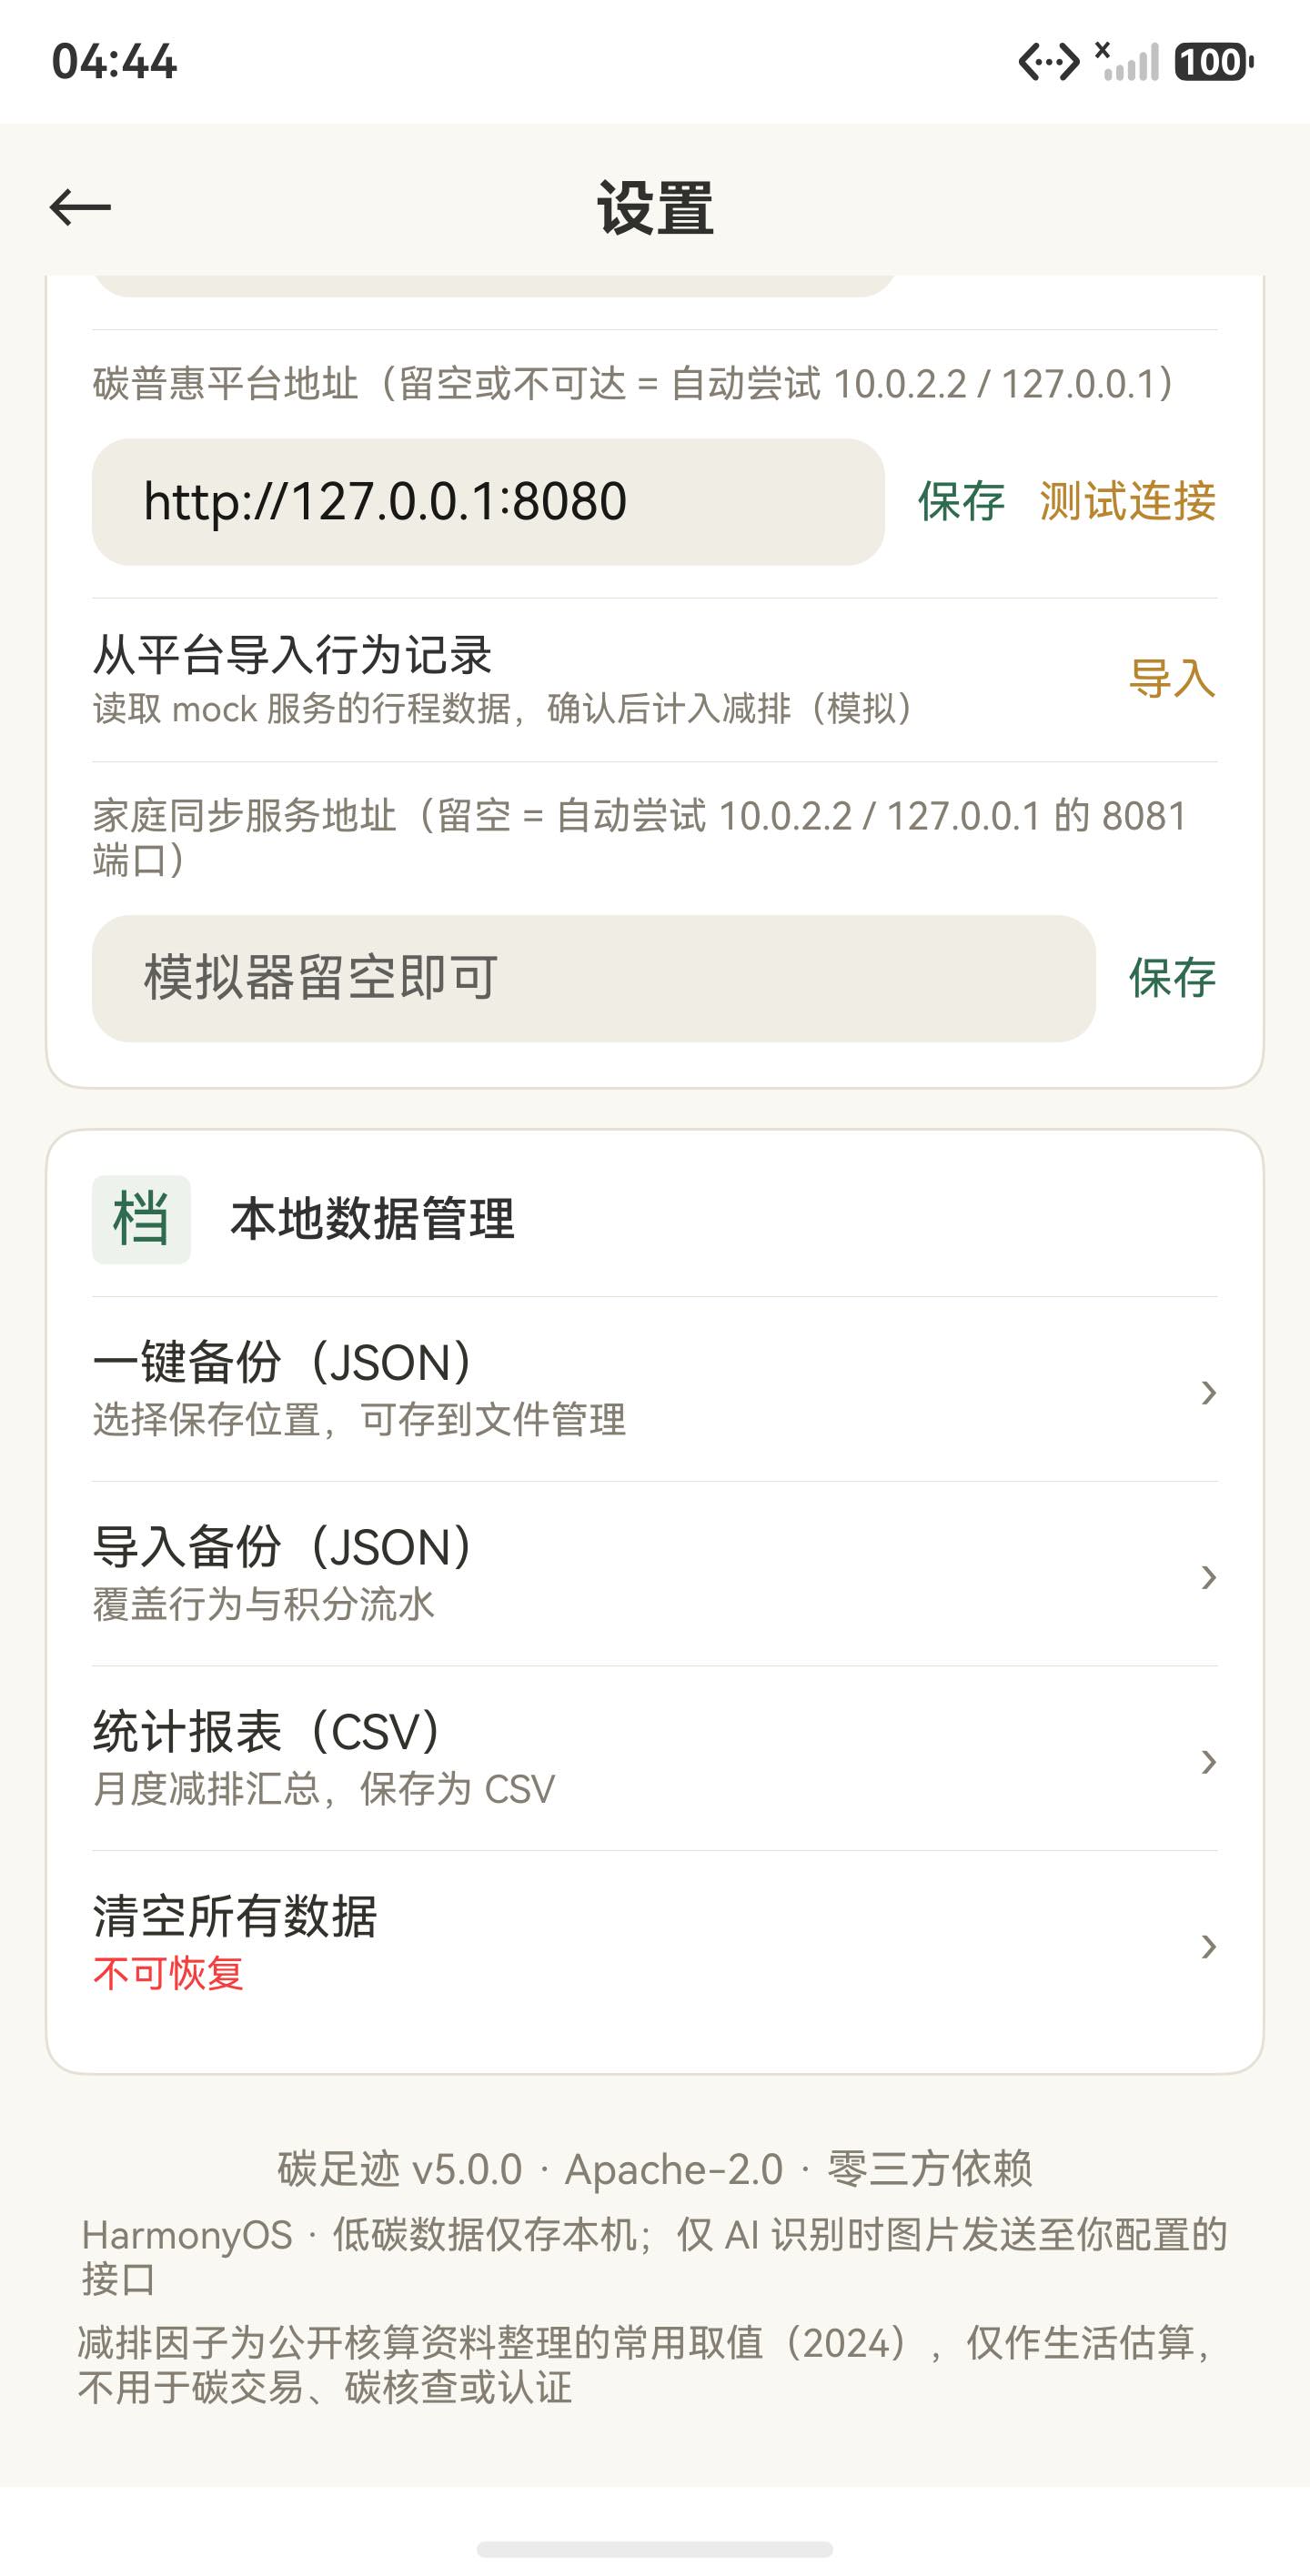 04:44
100
设置
碳普惠平台地址（留空或不可达 = 自动尝试 10.0.2.2 / 127.0.0.1）
http://127.0.0.1:8080
保存
测试连接
从平台导入行为记录
读取 mock 服务的行程数据，确认后计入减排（模拟）
导入
家庭同步服务地址（留空 = 自动尝试 10.0.2.2 / 127.0.0.1 的 8081
端口）
模拟器留空即可
保存
档
本地数据管理
一键备份（JSON）
选择保存位置，可存到文件管理
导入备份（JSON）
覆盖行为与积分流水
统计报表（CSV）
月度减排汇总，保存为 CSV
清空所有数据
不可恢复
碳足迹 v5.0.0 · Apache-2.0 · 零三方依赖
HarmonyOS · 低碳数据仅存本机；仅 AI 识别时图片发送至你配置的
接口
减排因子为公开核算资料整理的常用取值（2024），仅作生活估算，
不用于碳交易、碳核查或认证